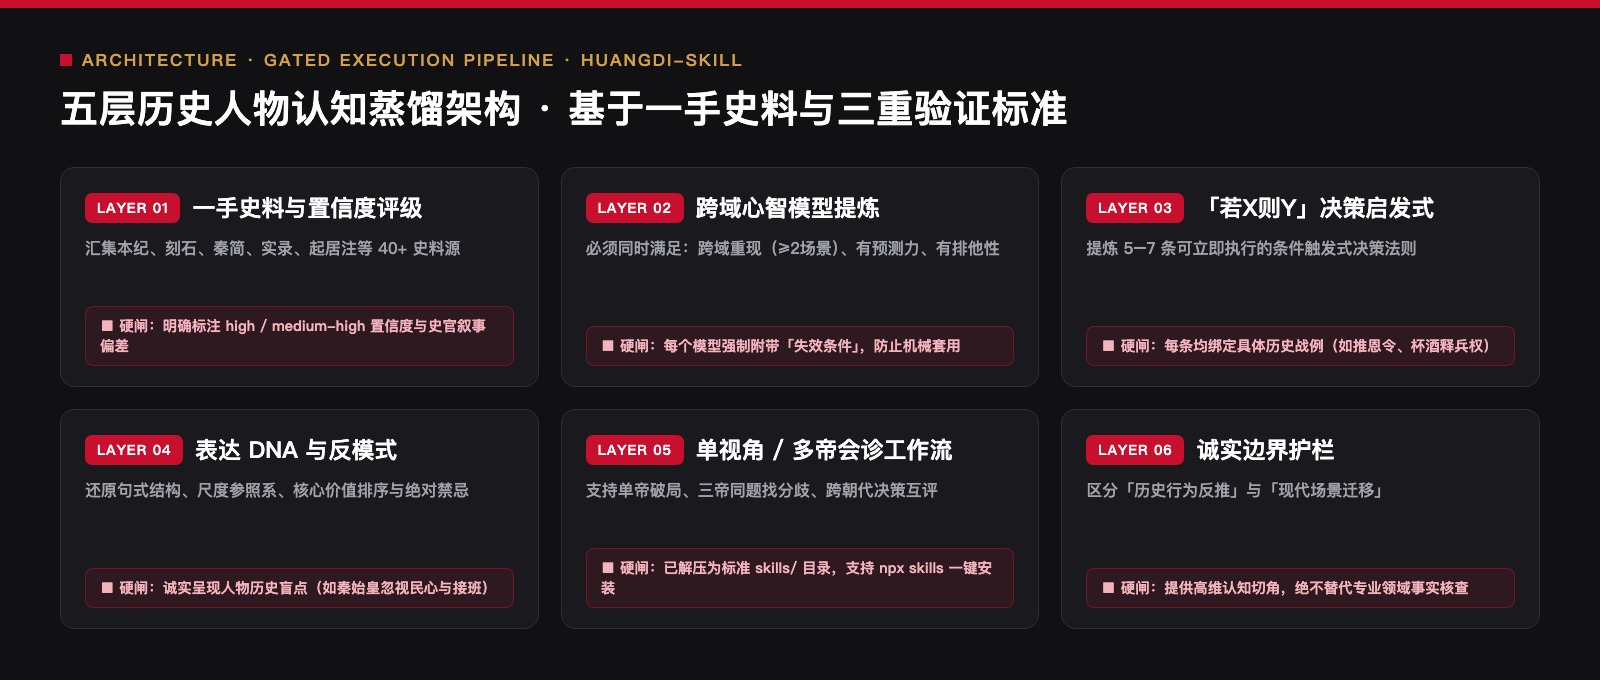 ARCHITECTURE · GATED EXECUTION PIPELINE · HUANGDI-SKILL
五层历史人物认知蒸馏架构 · 基于一手史料与三重验证标准
LAYER 01 一手史料与置信度评级
汇集本纪、刻石、秦简、实录、起居注等 40+ 史料源
■ 硬闸：明确标注 high / medium-high 置信度与史官叙事
偏差
LAYER 02 跨域心智模型提炼
必须同时满足：跨域重现（≥2场景）、有预测力、有排他性
■ 硬闸：每个模型强制附带「失效条件」，防止机械套用
LAYER 03 「若X则Y」决策启发式
提炼 5—7 条可立即执行的条件触发式决策法则
■ 硬闸：每条均绑定具体历史战例（如推恩令、杯酒释兵权）
LAYER 04 表达 DNA 与反模式
还原句式结构、尺度参照系、核心价值排序与绝对禁忌
■ 硬闸：诚实呈现人物历史盲点（如秦始皇忽视民心与接班）
LAYER 05 单视角 / 多帝会诊工作流
支持单帝破局、三帝同题找分歧、跨朝代决策互评
■ 硬闸：已解压为标准 skills/ 目录，支持 npx skills 一键安
装
LAYER 06 诚实边界护栏
区分「历史行为反推」与「现代场景迁移」
■ 硬闸：提供高维认知切角，绝不替代专业领域事实核查